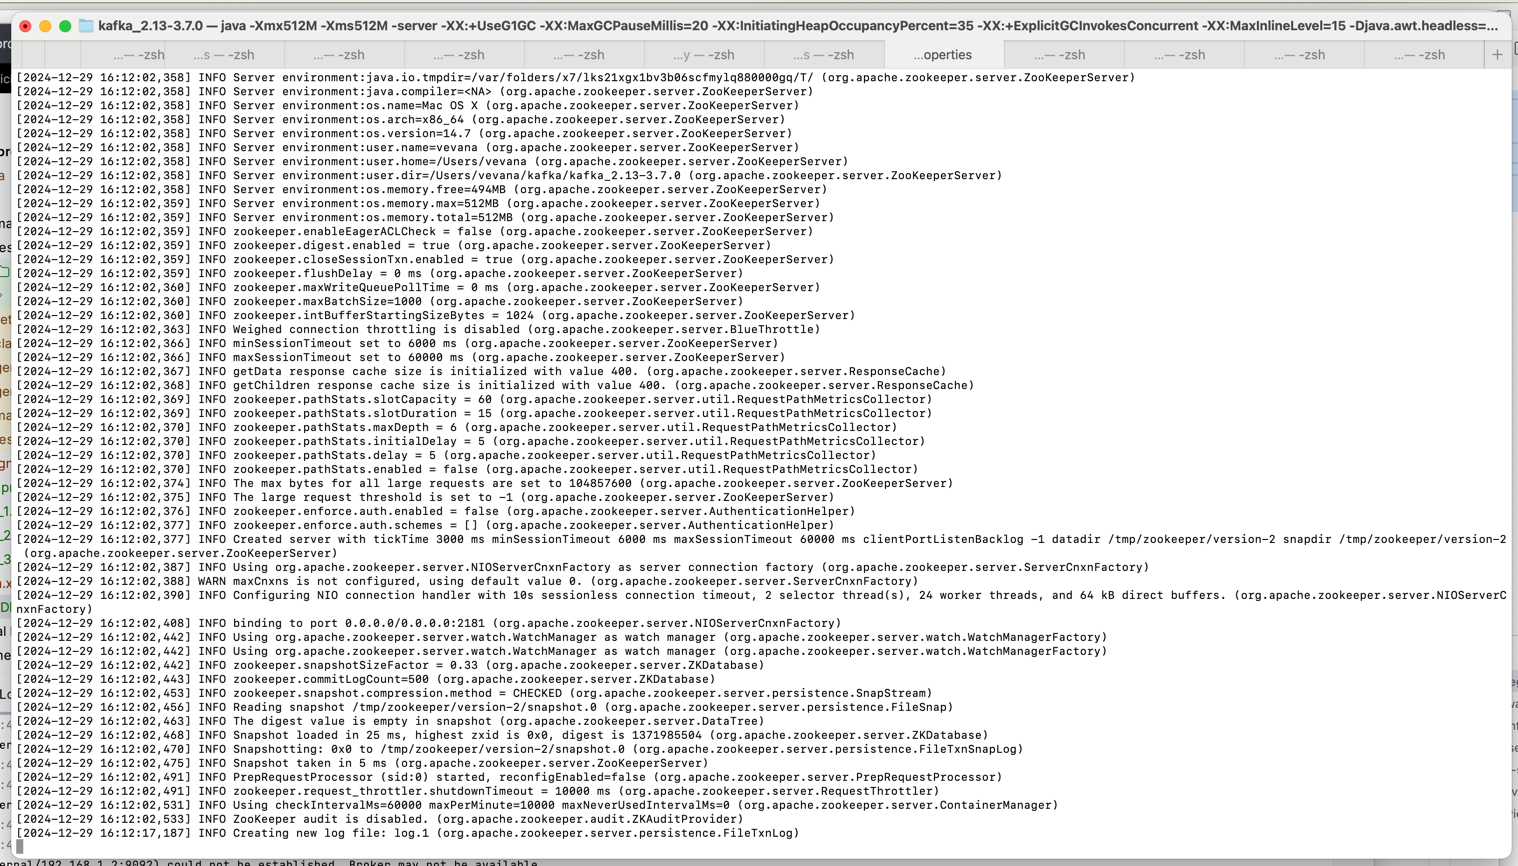 kafka_2.13-3.7.0 — java -Xmx512M -Xms512M -server -XX:+UseG1GC -XX:MaxGCPauseMillis=20 -XX:InitiatingHeapOccupancyPercent=35 -XX:+ExplicitGCInvokesConcurrent -XX:MaxInlineLevel=15 -Djava.awt.headless=...
...— -zsh ...s — -zsh ...— -zsh ...— -zsh ...y — -zsh ...s — -zsh ...operties ...— -zsh ...— -zsh ...— -zsh ...— -zsh +
[2024-12-29 16:12:02,358] INFO Server environment:java.io.tmpdir=/var/folders/x7/lks21xgx1bv3b06scfmylq880000gq/T/ (org.apache.zookeeper.server.ZooKeeperServer)
[2024-12-29 16:12:02,358] INFO Server environment:java.compiler=<NA> (org.apache.zookeeper.server.ZooKeeperServer)
[2024-12-29 16:12:02,358] INFO Server environment:os.name=Mac OS X (org.apache.zookeeper.server.ZooKeeperServer)
[2024-12-29 16:12:02,358] INFO Server environment:os.arch=x86_64 (org.apache.zookeeper.server.ZooKeeperServer)
[2024-12-29 16:12:02,358] INFO Server environment:os.version=14.7 (org.apache.zookeeper.server.ZooKeeperServer)
[2024-12-29 16:12:02,358] INFO Server environment:user.name=vevana (org.apache.zookeeper.server.ZooKeeperServer)
[2024-12-29 16:12:02,358] INFO Server environment:user.home=/Users/vevana (org.apache.zookeeper.server.ZooKeeperServer)
[2024-12-29 16:12:02,358] INFO Server environment:user.dir=/Users/vevana/kafka/kafka_2.13-3.7.0 (org.apache.zookeeper.server.ZooKeeperServer)
[2024-12-29 16:12:02,358] INFO Server environment:os.memory.free=494MB (org.apache.zookeeper.server.ZooKeeperServer)
[2024-12-29 16:12:02,359] INFO Server environment:os.memory.max=512MB (org.apache.zookeeper.server.ZooKeeperServer)
[2024-12-29 16:12:02,359] INFO Server environment:os.memory.total=512MB (org.apache.zookeeper.server.ZooKeeperServer)
[2024-12-29 16:12:02,359] INFO zookeeper.enableEagerACLCheck = false (org.apache.zookeeper.server.ZooKeeperServer)
[2024-12-29 16:12:02,359] INFO zookeeper.digest.enabled = true (org.apache.zookeeper.server.ZooKeeperServer)
[2024-12-29 16:12:02,359] INFO zookeeper.closeSessionTxn.enabled = true (org.apache.zookeeper.server.ZooKeeperServer)
[2024-12-29 16:12:02,359] INFO zookeeper.flushDelay = 0 ms (org.apache.zookeeper.server.ZooKeeperServer)
[2024-12-29 16:12:02,360] INFO zookeeper.maxWriteQueuePollTime = 0 ms (org.apache.zookeeper.server.ZooKeeperServer)
[2024-12-29 16:12:02,360] INFO zookeeper.maxBatchSize=1000 (org.apache.zookeeper.server.ZooKeeperServer)
[2024-12-29 16:12:02,360] INFO zookeeper.intBufferStartingSizeBytes = 1024 (org.apache.zookeeper.server.ZooKeeperServer)
[2024-12-29 16:12:02,363] INFO Weighed connection throttling is disabled (org.apache.zookeeper.server.BlueThrottle)
[2024-12-29 16:12:02,366] INFO minSessionTimeout set to 6000 ms (org.apache.zookeeper.server.ZooKeeperServer)
[2024-12-29 16:12:02,366] INFO maxSessionTimeout set to 60000 ms (org.apache.zookeeper.server.ZooKeeperServer)
[2024-12-29 16:12:02,367] INFO getData response cache size is initialized with value 400. (org.apache.zookeeper.server.ResponseCache)
[2024-12-29 16:12:02,368] INFO getChildren response cache size is initialized with value 400. (org.apache.zookeeper.server.ResponseCache)
[2024-12-29 16:12:02,369] INFO zookeeper.pathStats.slotCapacity = 60 (org.apache.zookeeper.server.util.RequestPathMetricsCollector)
[2024-12-29 16:12:02,369] INFO zookeeper.pathStats.slotDuration = 15 (org.apache.zookeeper.server.util.RequestPathMetricsCollector)
[2024-12-29 16:12:02,370] INFO zookeeper.pathStats.maxDepth = 6 (org.apache.zookeeper.server.util.RequestPathMetricsCollector)
[2024-12-29 16:12:02,370] INFO zookeeper.pathStats.initialDelay = 5 (org.apache.zookeeper.server.util.RequestPathMetricsCollector)
[2024-12-29 16:12:02,370] INFO zookeeper.pathStats.delay = 5 (org.apache.zookeeper.server.util.RequestPathMetricsCollector)
[2024-12-29 16:12:02,370] INFO zookeeper.pathStats.enabled = false (org.apache.zookeeper.server.util.RequestPathMetricsCollector)
[2024-12-29 16:12:02,374] INFO The max bytes for all large requests are set to 104857600 (org.apache.zookeeper.server.ZooKeeperServer)
[2024-12-29 16:12:02,375] INFO The large request threshold is set to -1 (org.apache.zookeeper.server.ZooKeeperServer)
[2024-12-29 16:12:02,376] INFO zookeeper.enforce.auth.enabled = false (org.apache.zookeeper.server.AuthenticationHelper)
[2024-12-29 16:12:02,377] INFO zookeeper.enforce.auth.schemes = [] (org.apache.zookeeper.server.AuthenticationHelper)
[2024-12-29 16:12:02,377] INFO Created server with tickTime 3000 ms minSessionTimeout 6000 ms maxSessionTimeout 60000 ms clientPortListenBacklog -1 datadir /tmp/zookeeper/version-2 snapdir /tmp/zookeeper/version-2
(org.apache.zookeeper.server.ZooKeeperServer)
[2024-12-29 16:12:02,387] INFO Using org.apache.zookeeper.server.NIOServerCnxnFactory as server connection factory (org.apache.zookeeper.server.ServerCnxnFactory)
[2024-12-29 16:12:02,388] WARN maxCnxns is not configured, using default value 0. (org.apache.zookeeper.server.ServerCnxnFactory)
[2024-12-29 16:12:02,390] INFO Configuring NIO connection handler with 10s sessionless connection timeout, 2 selector thread(s), 24 worker threads, and 64 kB direct buffers. (org.apache.zookeeper.server.NIOServerC
nxnFactory)
[2024-12-29 16:12:02,408] INFO binding to port 0.0.0.0/0.0.0.0:2181 (org.apache.zookeeper.server.NIOServerCnxnFactory)
[2024-12-29 16:12:02,442] INFO Using org.apache.zookeeper.server.watch.WatchManager as watch manager (org.apache.zookeeper.server.watch.WatchManagerFactory)
[2024-12-29 16:12:02,442] INFO Using org.apache.zookeeper.server.watch.WatchManager as watch manager (org.apache.zookeeper.server.watch.WatchManagerFactory)
[2024-12-29 16:12:02,442] INFO zookeeper.snapshotSizeFactor = 0.33 (org.apache.zookeeper.server.ZKDatabase)
[2024-12-29 16:12:02,443] INFO zookeeper.commitLogCount=500 (org.apache.zookeeper.server.ZKDatabase)
[2024-12-29 16:12:02,453] INFO zookeeper.snapshot.compression.method = CHECKED (org.apache.zookeeper.server.persistence.SnapStream)
[2024-12-29 16:12:02,456] INFO Reading snapshot /tmp/zookeeper/version-2/snapshot.0 (org.apache.zookeeper.server.persistence.FileSnap)
[2024-12-29 16:12:02,463] INFO The digest value is empty in snapshot (org.apache.zookeeper.server.DataTree)
[2024-12-29 16:12:02,468] INFO Snapshot loaded in 25 ms, highest zxid is 0x0, digest is 1371985504 (org.apache.zookeeper.server.ZKDatabase)
[2024-12-29 16:12:02,470] INFO Snapshotting: 0x0 to /tmp/zookeeper/version-2/snapshot.0 (org.apache.zookeeper.server.persistence.FileTxnSnapLog)
[2024-12-29 16:12:02,475] INFO Snapshot taken in 5 ms (org.apache.zookeeper.server.ZooKeeperServer)
[2024-12-29 16:12:02,491] INFO PrepRequestProcessor (sid:0) started, reconfigEnabled=false (org.apache.zookeeper.server.PrepRequestProcessor)
[2024-12-29 16:12:02,491] INFO zookeeper.request_throttler.shutdownTimeout = 10000 ms (org.apache.zookeeper.server.RequestThrottler)
[2024-12-29 16:12:02,531] INFO Using checkIntervalMs=60000 maxPerMinute=10000 maxNeverUsedIntervalMs=0 (org.apache.zookeeper.server.ContainerManager)
[2024-12-29 16:12:02,533] INFO ZooKeeper audit is disabled. (org.apache.zookeeper.audit.ZKAuditProvider)
[2024-12-29 16:12:17,187] INFO Creating new log file: log.1 (org.apache.zookeeper.server.persistence.FileTxnLog)
ernal/192.168.1.2:9092) could not be established. Broker may not be available.